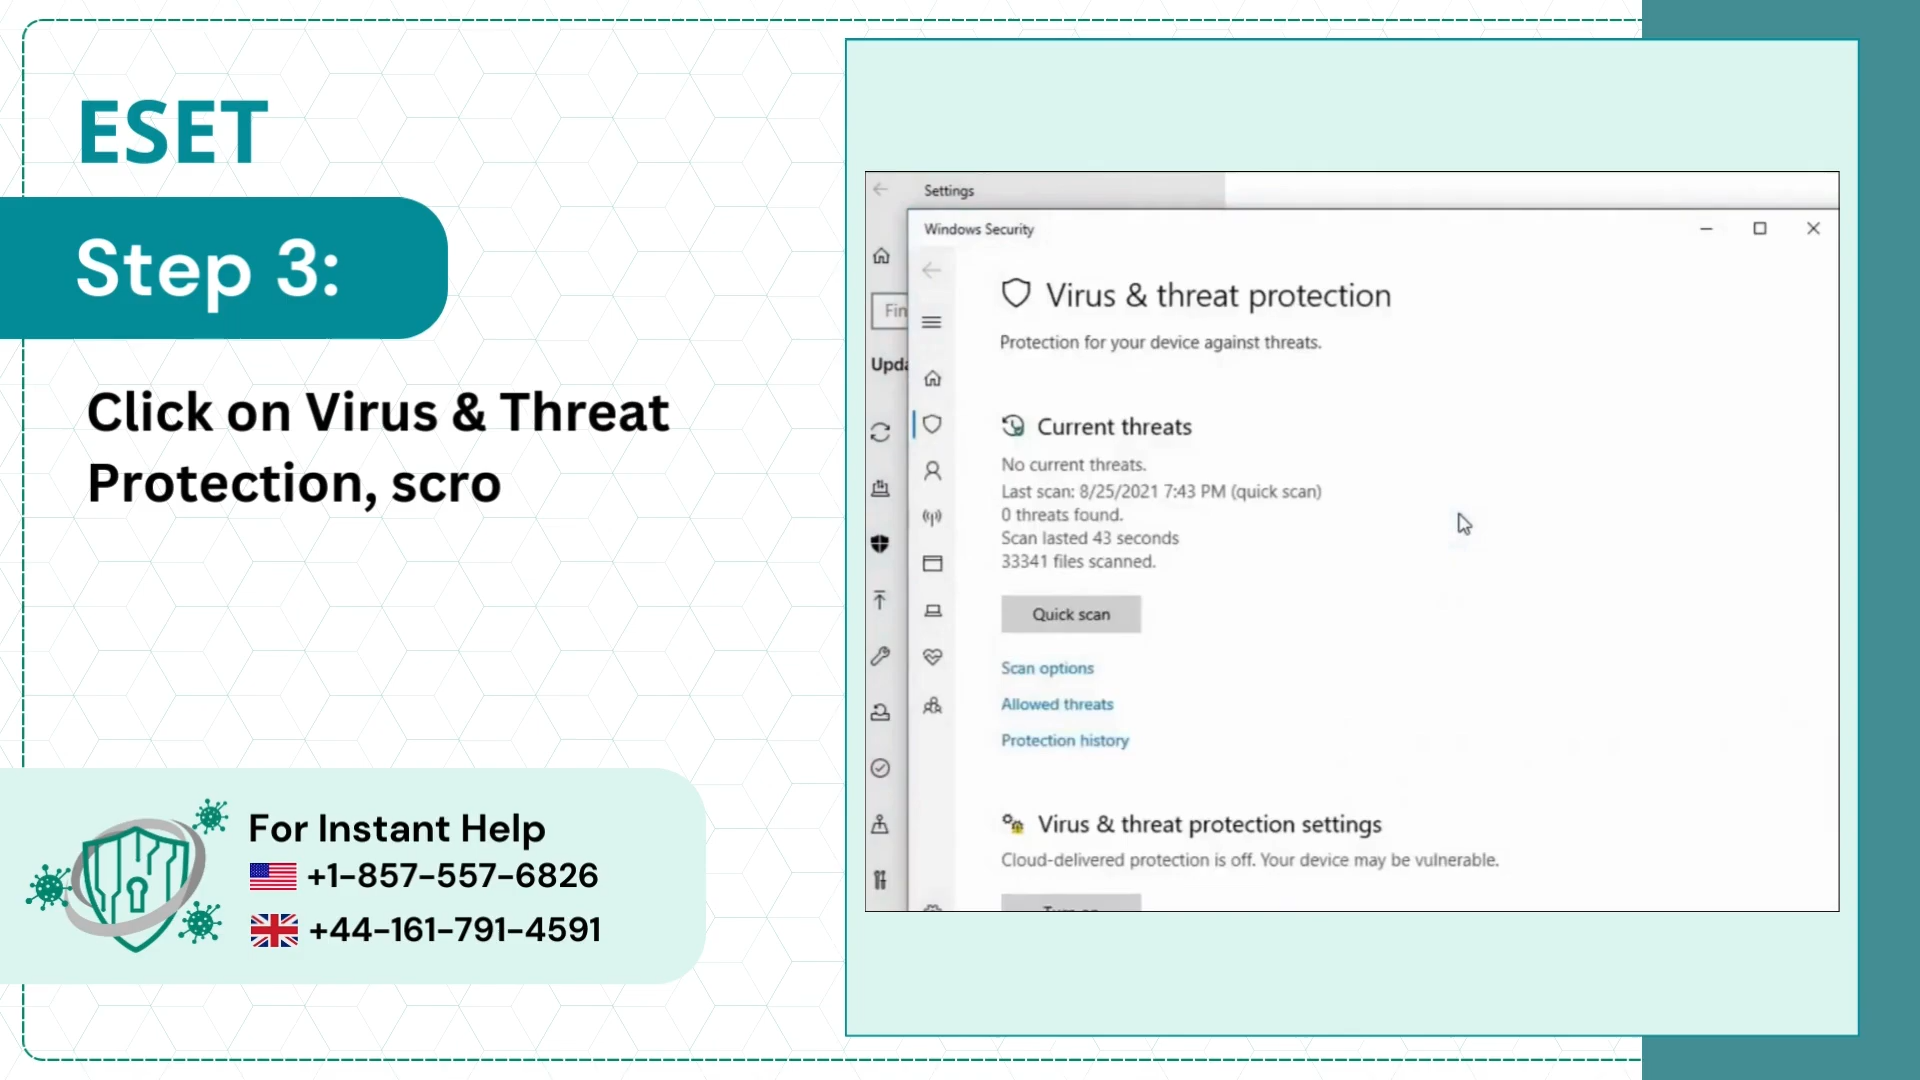 ESET
Step 3:
Click on Virus & Threat
Protection, scro
For Instant Help
+1-857-557-6826
+44-161-791-4591
Settings
Windows Security
Fin
Upda
Virus & threat protection
Protection for your device against threats.
Current threats
No current threats.
Last scan: 8/25/2021 7:43 PM (quick scan)
0 threats found.
Scan lasted 43 seconds
33341 files scanned.
Quick scan
Scan options
Allowed threats
Protection history
Virus & threat protection settings
Cloud-delivered protection is off. Your device may be vulnerable.
Turn on